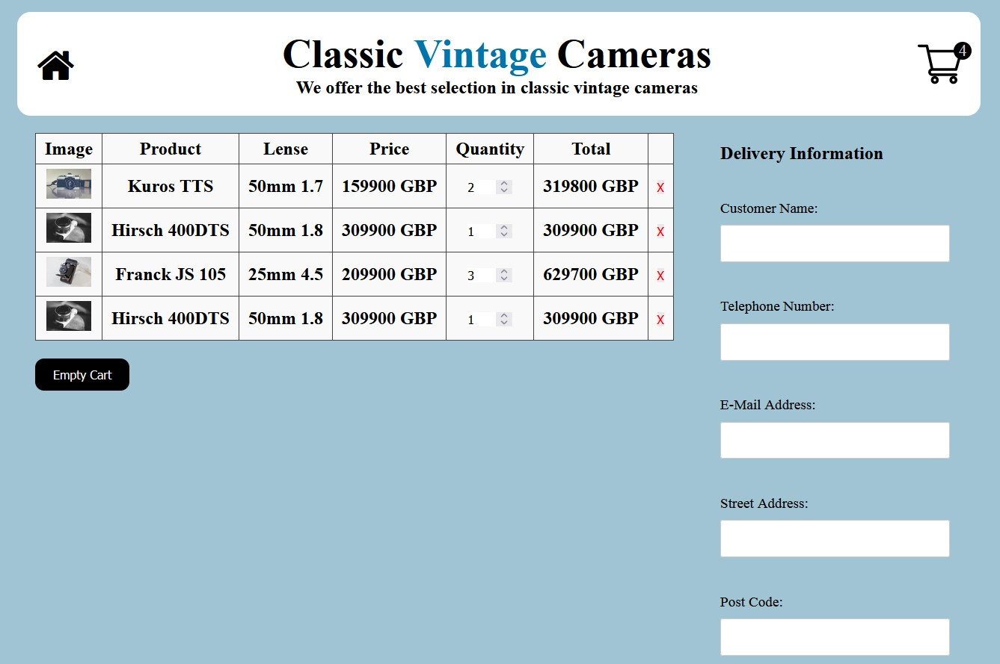 Classic Vintage Cameras
4
We offer the best selection in classic vintage cameras
Image Product Lense Price Quantity Total
Kuros TTS 50mm 1.7 159900 GBP 2 319800 GBP X
Hirsch 400DTS 50mm 1.8 309900 GBP 1 309900 GBP X
Franck JS 105 25mm 4.5 209900 GBP 3 629700 GBP X
Hirsch 400DTS 50mm 1.8 309900 GBP 1 309900 GBP X
Empty Cart
Delivery Information
Customer Name:
Telephone Number:
E-Mail Address:
Street Address:
Post Code: